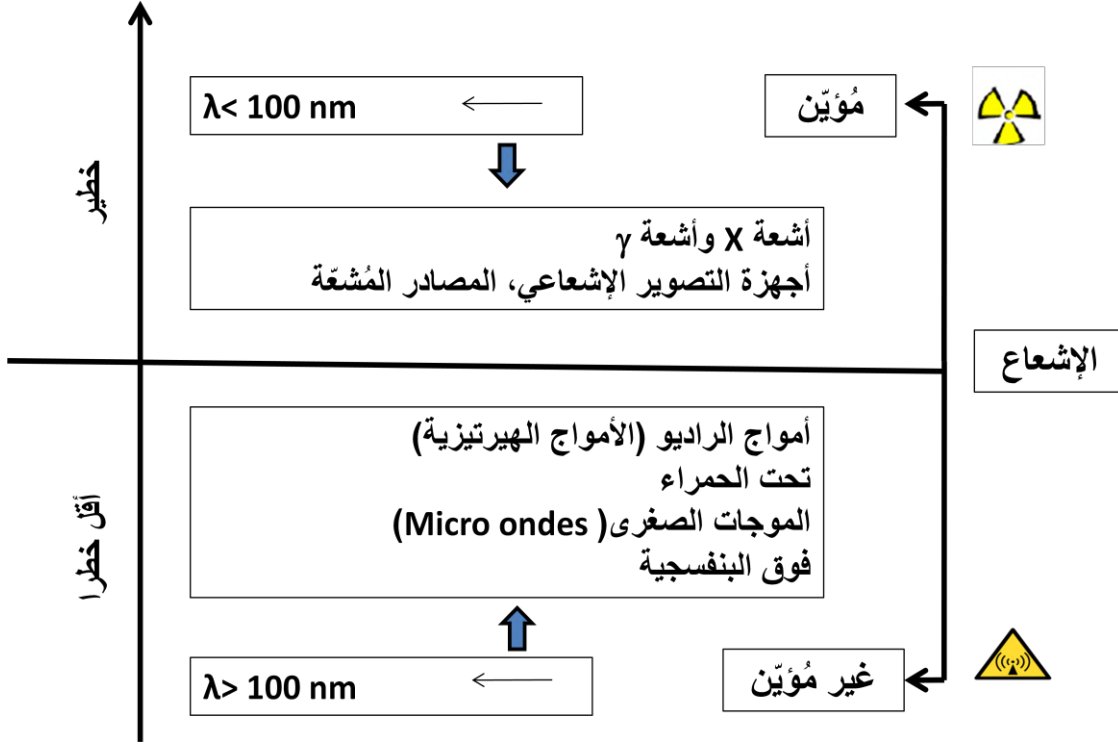 مُؤيّن
λ< 100 nm
خطير
أشعة X وأشعة γ
أجهزة التصوير الإشعاعي، المصادر المُشعّة
الإشعاع
أمواج الراديو (الأمواج الهيرتيزية)
تحت الحمراء
الموجات الصغرى( Micro ondes)
فوق البنفسجية
أقل خطرا
غير مُؤيّن
λ> 100 nm